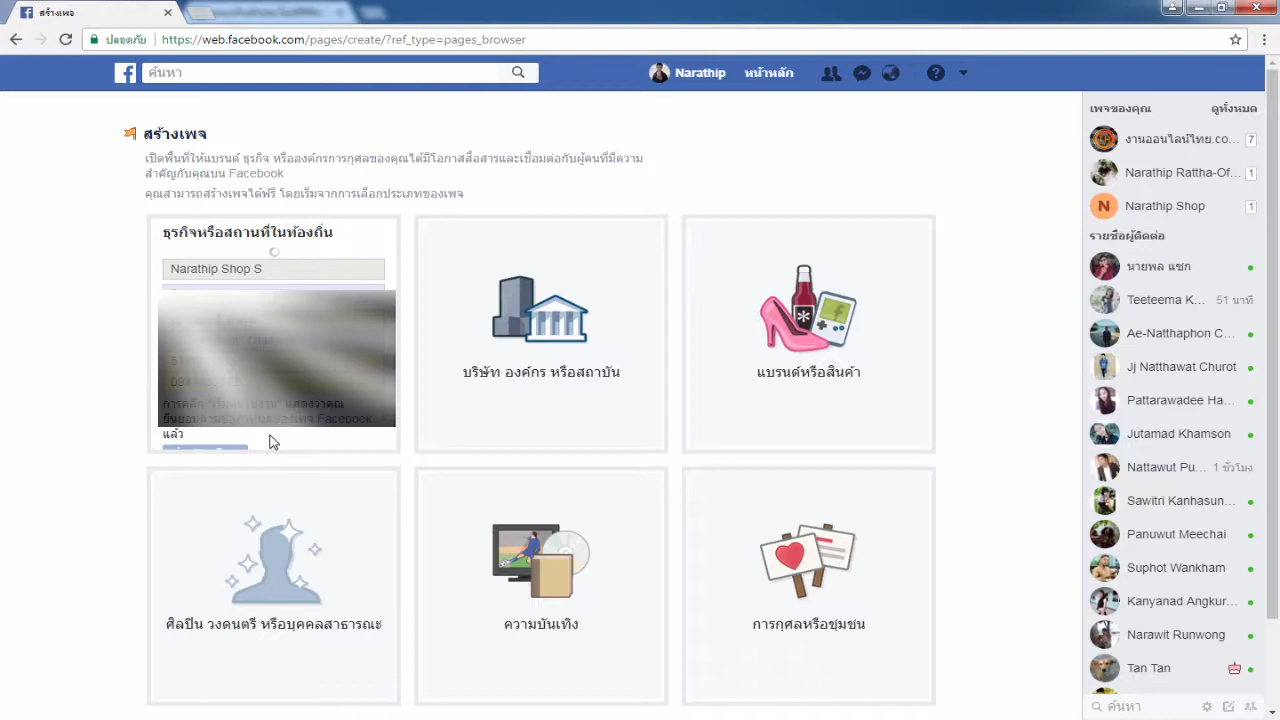 สร้างเพจ
ปลอดภัย
https://web.facebook.com/pages/create/?ref_type=pages_browser
ค้นหา
Narathip
หน้าหลัก
สร้างเพจ
เปิดพื้นที่ให้แบรนด์ ธุรกิจ หรือองค์กรการกุศลของคุณได้มีโอกาสสื่อสารและเชื่อมต่อกับผู้คนที่มีความ
สำคัญกับคุณบน Facebook
คุณสามารถสร้างเพจได้ฟรี โดยเริ่มจากการเลือกประเภทของเพจ
ธุรกิจหรือสถานที่ในท้องถิ่น
Narathip Shop S
แล้ว
บริษัท องค์กร หรือสถาบัน
แบรนด์หรือสินค้า
ศิลปิน วงดนตรี หรือบุคคลสาธารณะ
ความบันเทิง
การกุศลหรือชุมชน
เพจของคุณ ดูทั้งหมด
งานออนไลน์ไทย.co... 7
Narathip Rattha-Of... 1
N Narathip Shop 1
รายชื่อผู้ติดต่อ
นายพล แซก
Teeteema K... 51 นาที
Ae-Natthaphon C...
Jj Natthawat Churot
Pattarawadee Ha...
Jutamad Khamson
Nattawut Pu... 1 ชั่วโมง
Sawitri Kanhasun...
Panuwut Meechai
Suphot Wankham
Kanyanad Angkur...
Narawit Runwong
Tan Tan
ค้นหา